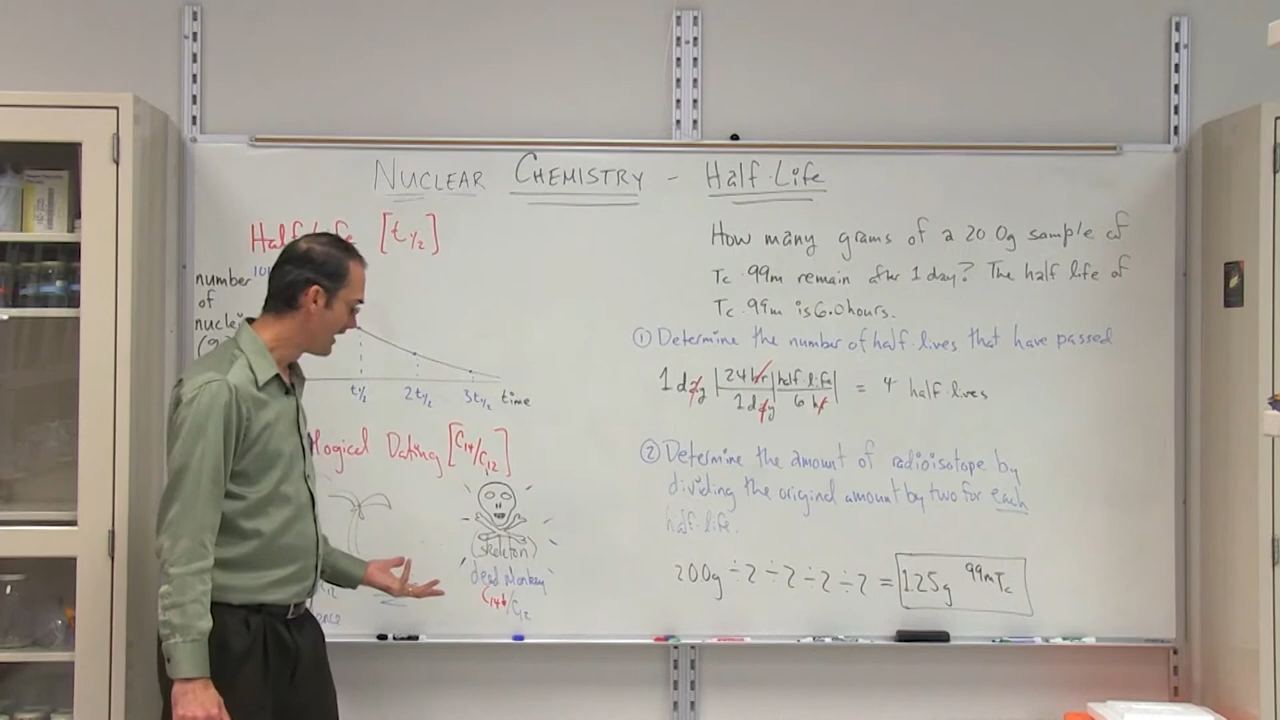 NUCLEAR CHEMISTRY - Half-Life
[t½]
number
of
nuclei
t½ 2t½ 3t½ time
logical Dating [C14/C12]
(skeleton)
dead Monkey
C14↓/C12
How many grams of a 20.0g sample of
Tc-99m remain after 1 day? The half life of
Tc-99m is 6.0 hours.
① Determine the number of half-lives that have passed
1 day | 24 hr / 1 day | half-life / 6 hr | = 4 half-lives
② Determine the amount of radioisotope by
dividing the original amount by two for each
half-life.
20.0g ÷2 ÷2 ÷2 ÷2 = 1.25g 99mTc